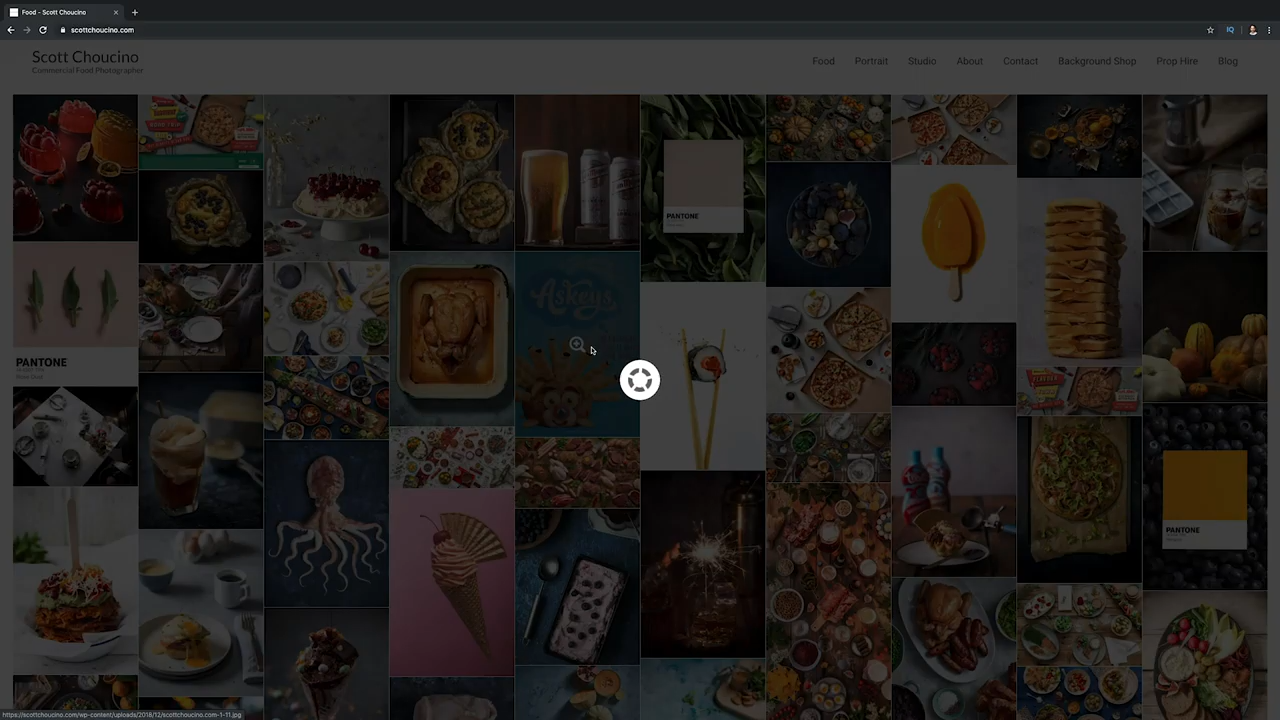 Food - Scott Choucino
scottchoucino.com
Scott Choucino
Commercial Food Photographer
Food
Portrait
Studio
About
Contact
Background Shop
Prop Hire
Blog
PANTONE
Askeys
PANTONE
PANTONE
https://scottchoucino.com/wp-content/uploads/2018/12/scottchoucino.com-1-11.jpg